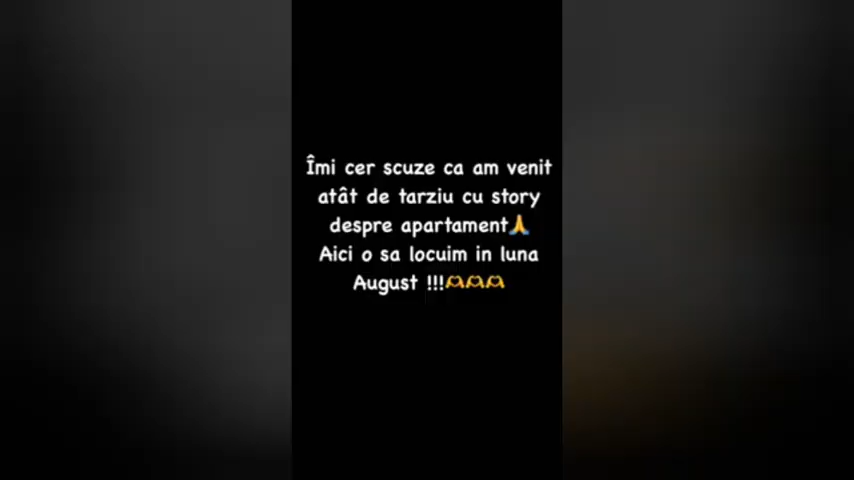 Îmi cer scuze ca am venit
atât de tarziu cu story
despre apartament🙏
Aici o sa locuim in luna
August !!!🫶🫶🫶